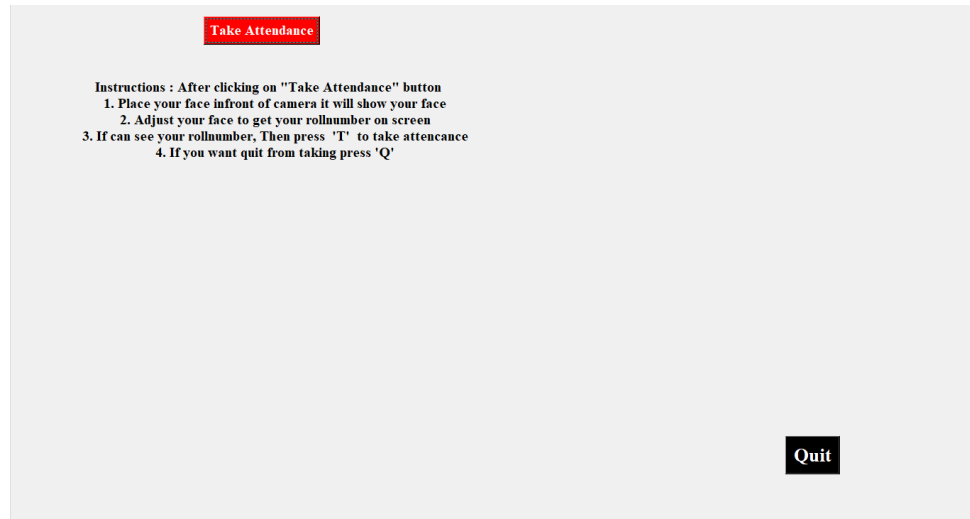 Take Attendance
Instructions : After clicking on "Take Attendance" button
1. Place your face infront of camera it will show your face
2. Adjust your face to get your rollnumber on screen
3. If can see your rollnumber, Then press 'T' to take attencance
4. If you want quit from taking press 'Q'
Quit